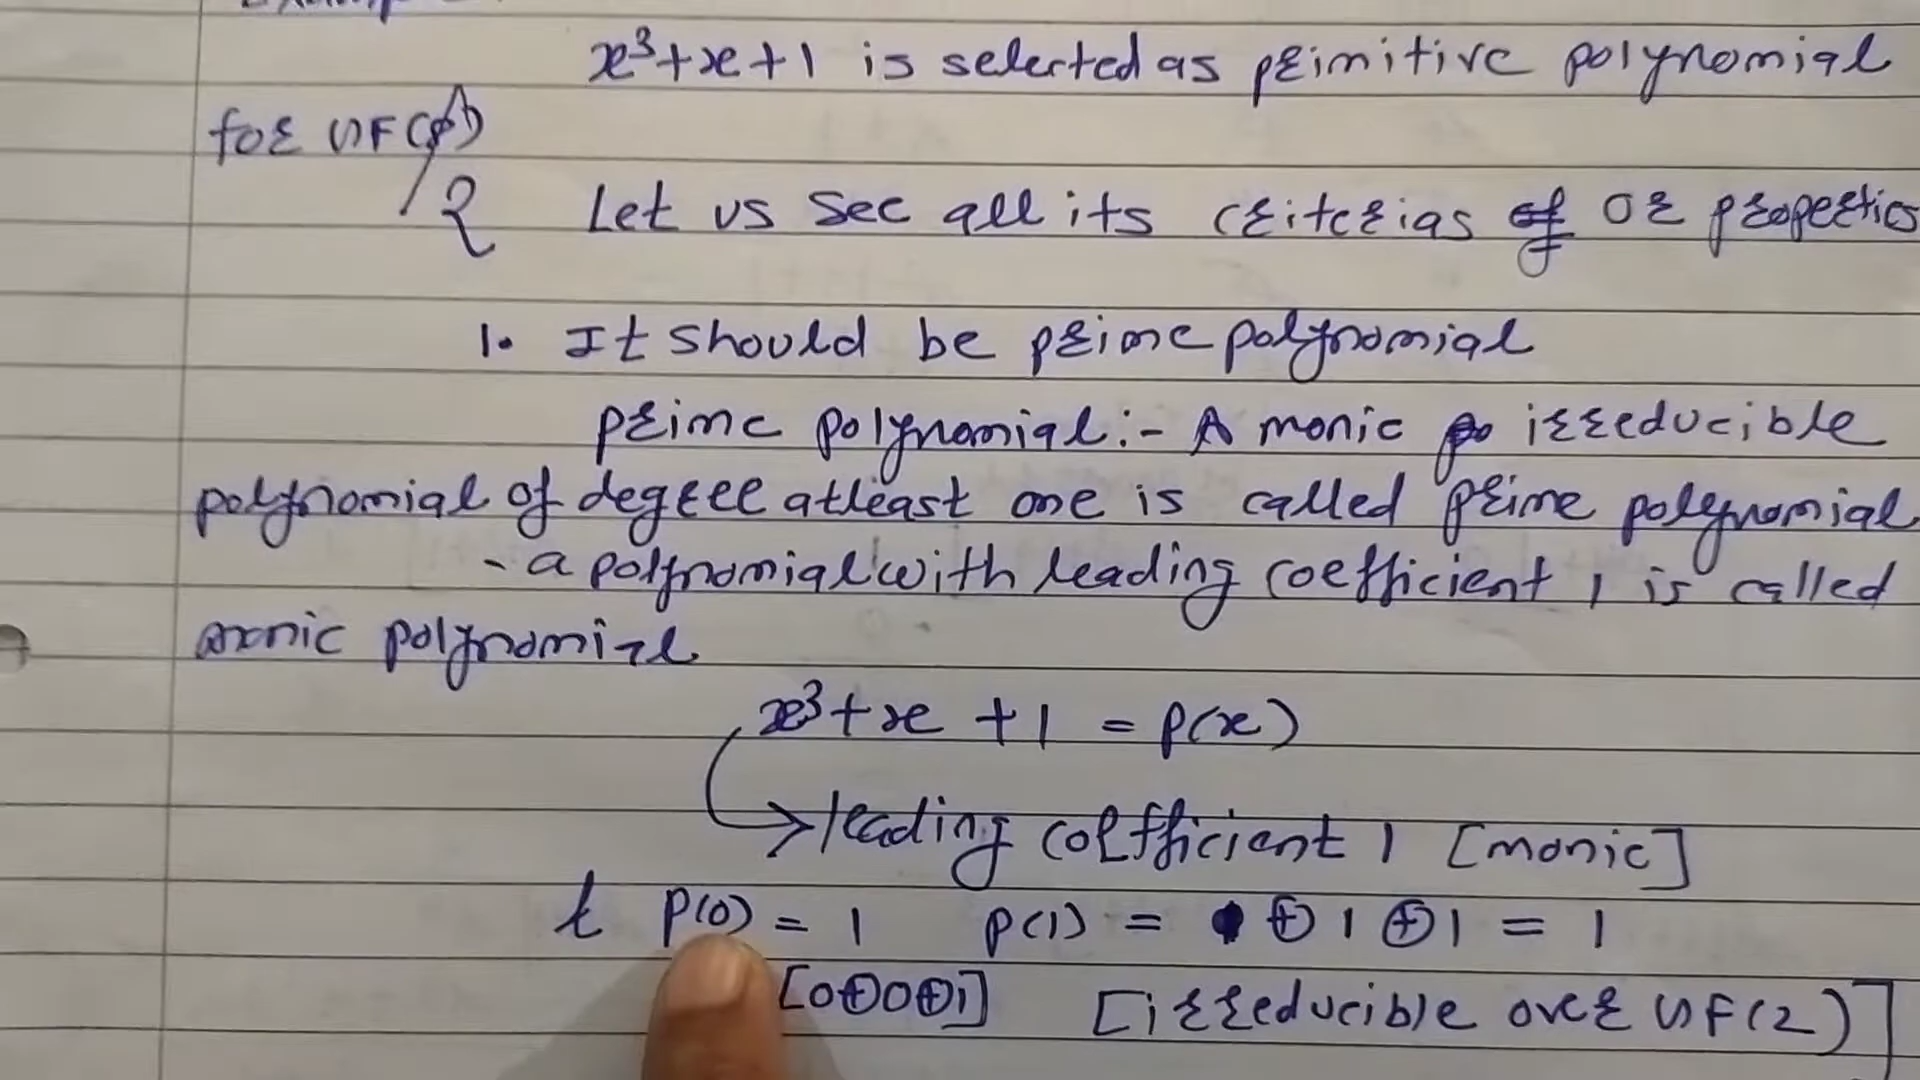 x³+x+1 is selected as primitive polynomial
for GF(
2
Let us see all its criterias or properties
1. It should be prime polynomial
prime polynomial:- A monic irreducible
polynomial of degree atleast one is called prime polynomial
- a polynomial with leading coefficient 1 is called
monic polynomial
x³+x +1 = p(x)
leading coefficient 1 [monic]
& p(0) = 1 p(1) = 1 ⊕ 1 ⊕ 1 = 1
[0⊕0⊕1] [irreducible over GF(2)]